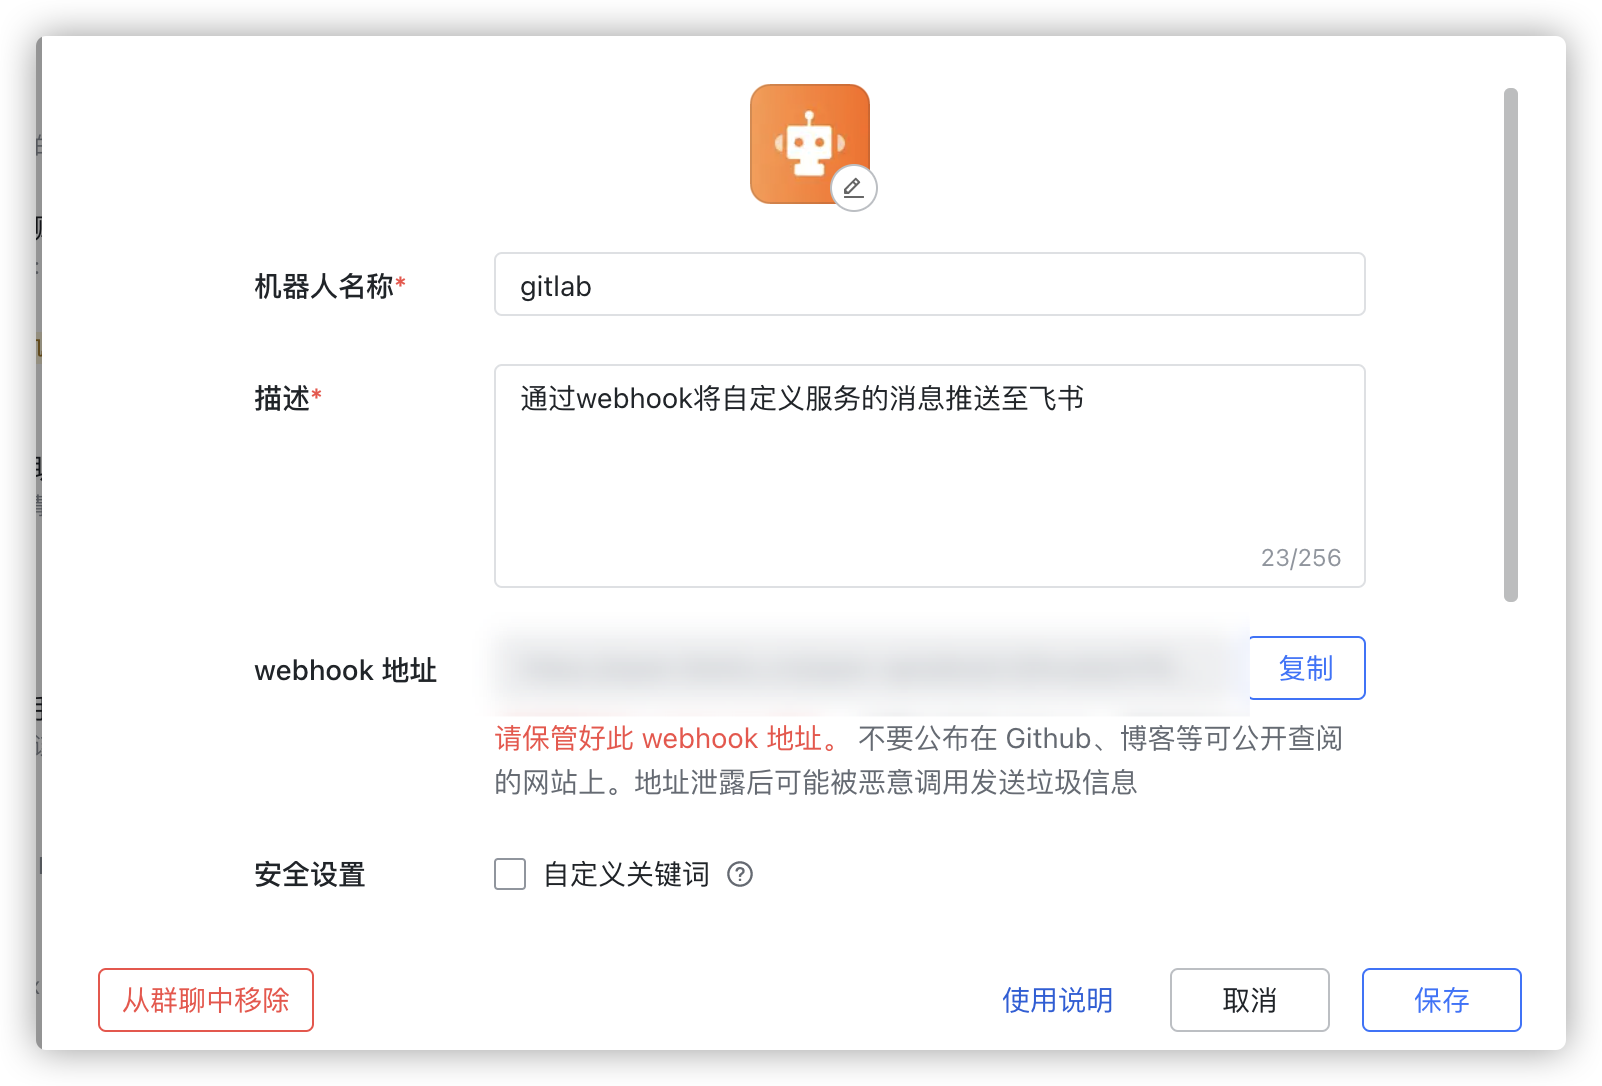 机器人名称*
gitlab
描述*
通过webhook将自定义服务的消息推送至飞书
23/256
webhook 地址
复制
请保管好此 webhook 地址。 不要公布在 Github、博客等可公开查阅
的网站上。地址泄露后可能被恶意调用发送垃圾信息
安全设置
自定义关键词
从群聊中移除
使用说明
取消
保存